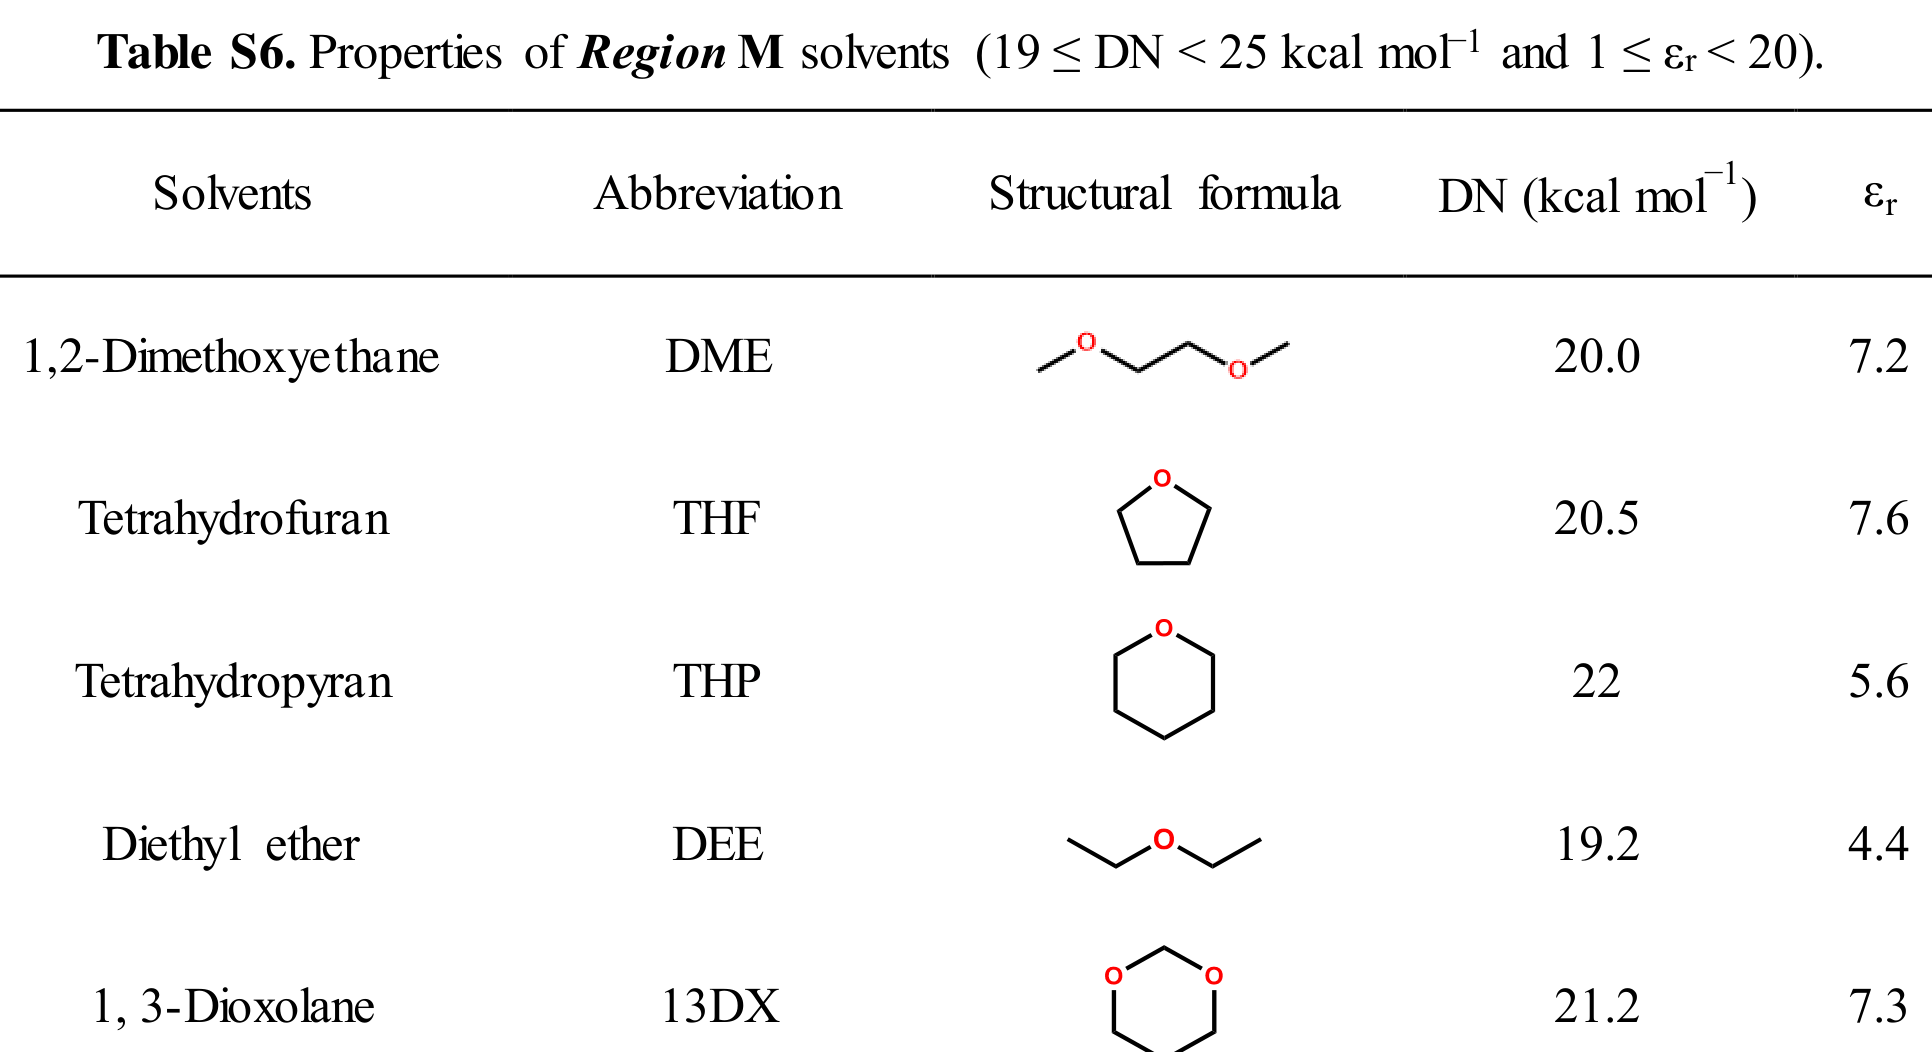 Table S6. Properties of Region M solvents (19 ≤ DN < 25 kcal mol⁻¹ and 1 ≤ εᵣ < 20).
Solvents Abbreviation Structural formula DN (kcal mol⁻¹) εᵣ
1,2-Dimethoxyethane DME O O 20.0 7.2
Tetrahydrofuran THF O 20.5 7.6
Tetrahydropyran THP O 22 5.6
Diethyl ether DEE O 19.2 4.4
1, 3-Dioxolane 13DX O O 21.2 7.3